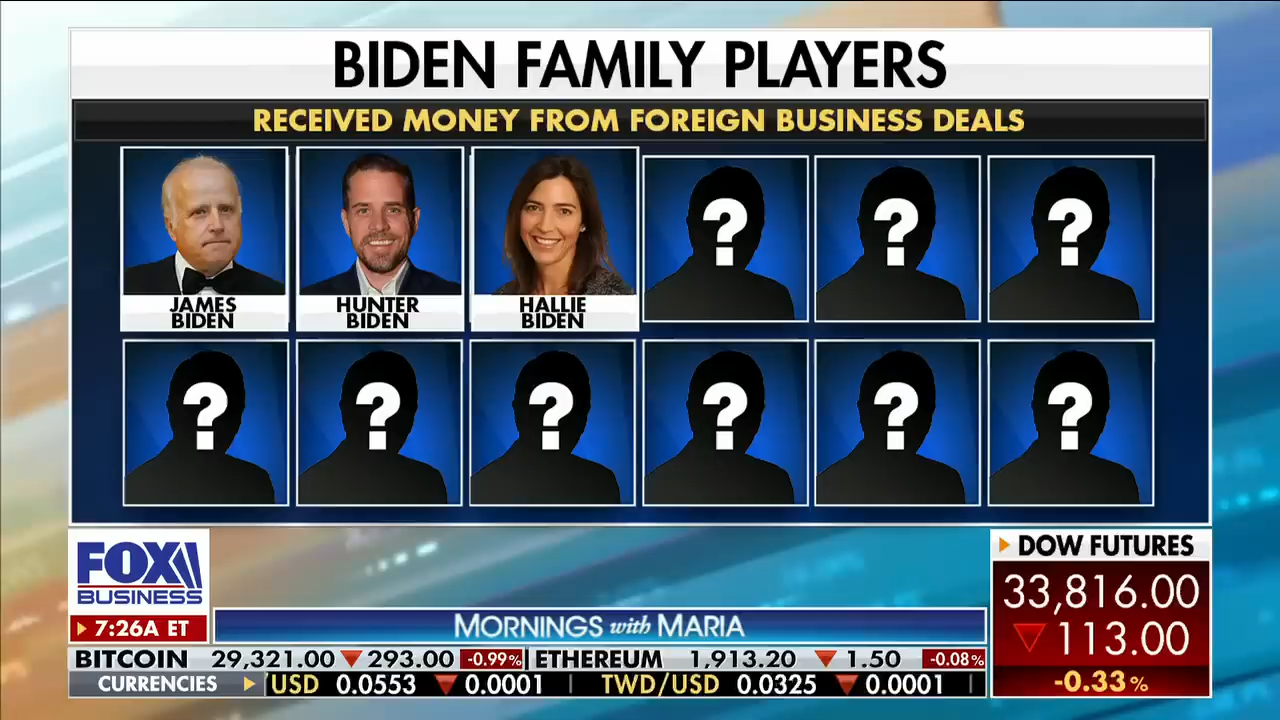 BIDEN FAMILY PLAYERS
RECEIVED MONEY FROM FOREIGN BUSINESS DEALS
JAMES
BIDEN
HUNTER
BIDEN
HALLIE
BIDEN
? ? ?
? ? ? ? ? ?
FOX
BUSINESS
7:26A ET
MORNINGS with MARIA
DOW FUTURES
33,816.00
113.00
-0.33%
BITCOIN 29,321.00 293.00 -0.99% ETHEREUM 1,913.20 1.50 -0.08%
CURRENCIES USD 0.0553 0.0001 TWD/USD 0.0325 0.0001